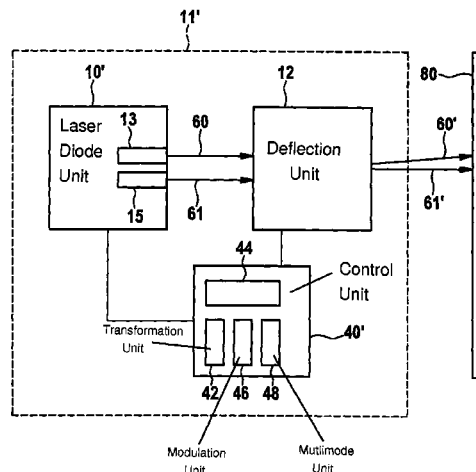 11'
10'
12
80
Laser
Diode
Unit
13
15
60
61
Deflection
Unit
60'
61'
44
Control
Unit
Transformation
Unit
40'
42
46
48
Modulation
Unit
Mutlimode
Unit